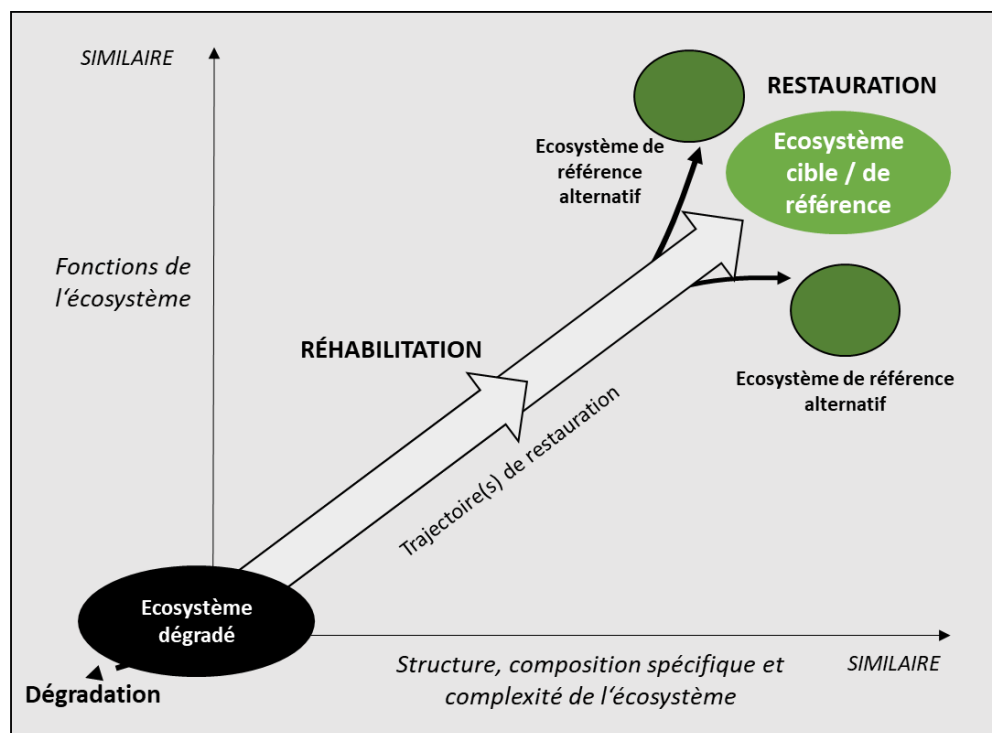 SIMILAIRE
RESTAURATION
Ecosystème
cible / de
référence
Ecosystème de
référence
alternatif
Fonctions de
l‘écosystème
RÉHABILITATION
Ecosystème de référence
alternatif
Trajectoire(s) de restauration
Ecosystème
dégradé
Dégradation
Structure, composition spécifique et
complexité de l‘écosystème
SIMILAIRE